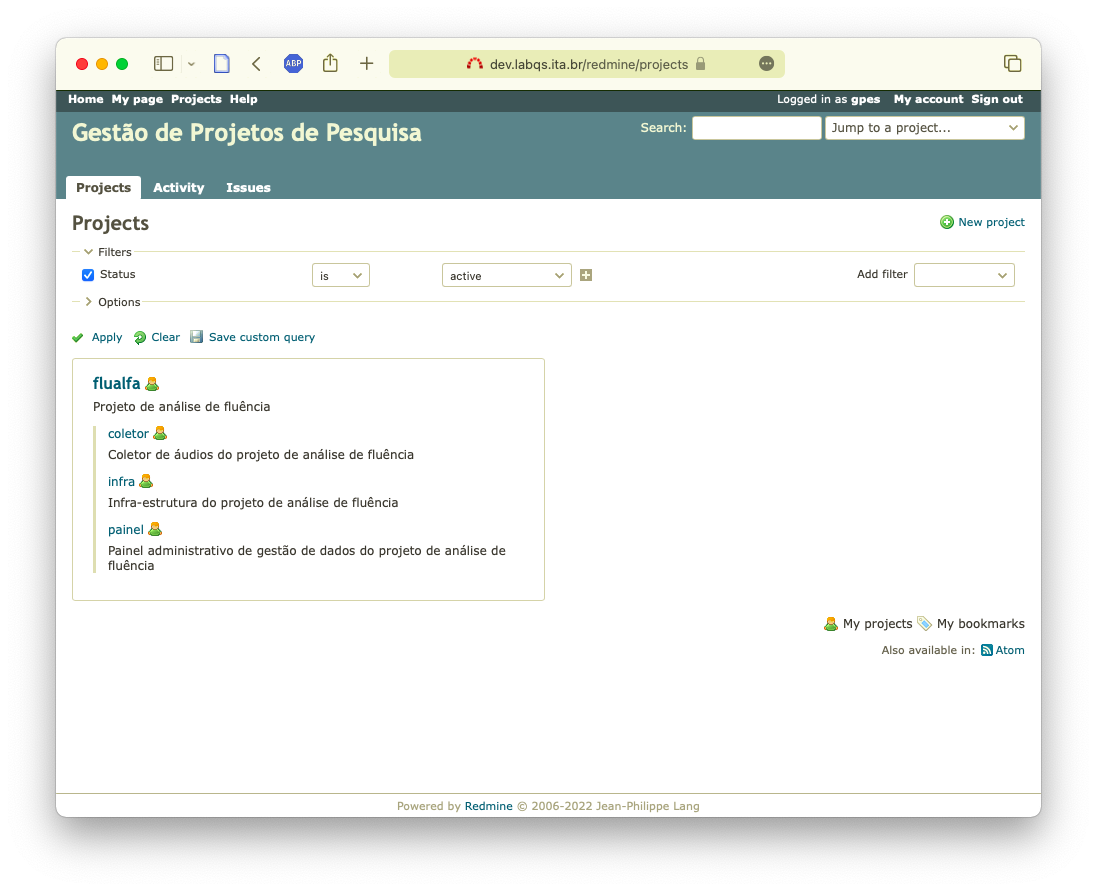 ABP
dev.labqs.ita.br/redmine/projects
Home My page Projects Help
Logged in as gpes My account Sign out
Gestão de Projetos de Pesquisa
Search:
Jump to a project...
Projects Activity Issues
Projects
New project
Filters
Status
is
active
Add filter
Options
Apply Clear Save custom query
flualfa
Projeto de análise de fluência
coletor
Coletor de áudios do projeto de análise de fluência
infra
Infra-estrutura do projeto de análise de fluência
painel
Painel administrativo de gestão de dados do projeto de análise de
fluência
My projects My bookmarks
Also available in: Atom
Powered by Redmine © 2006-2022 Jean-Philippe Lang